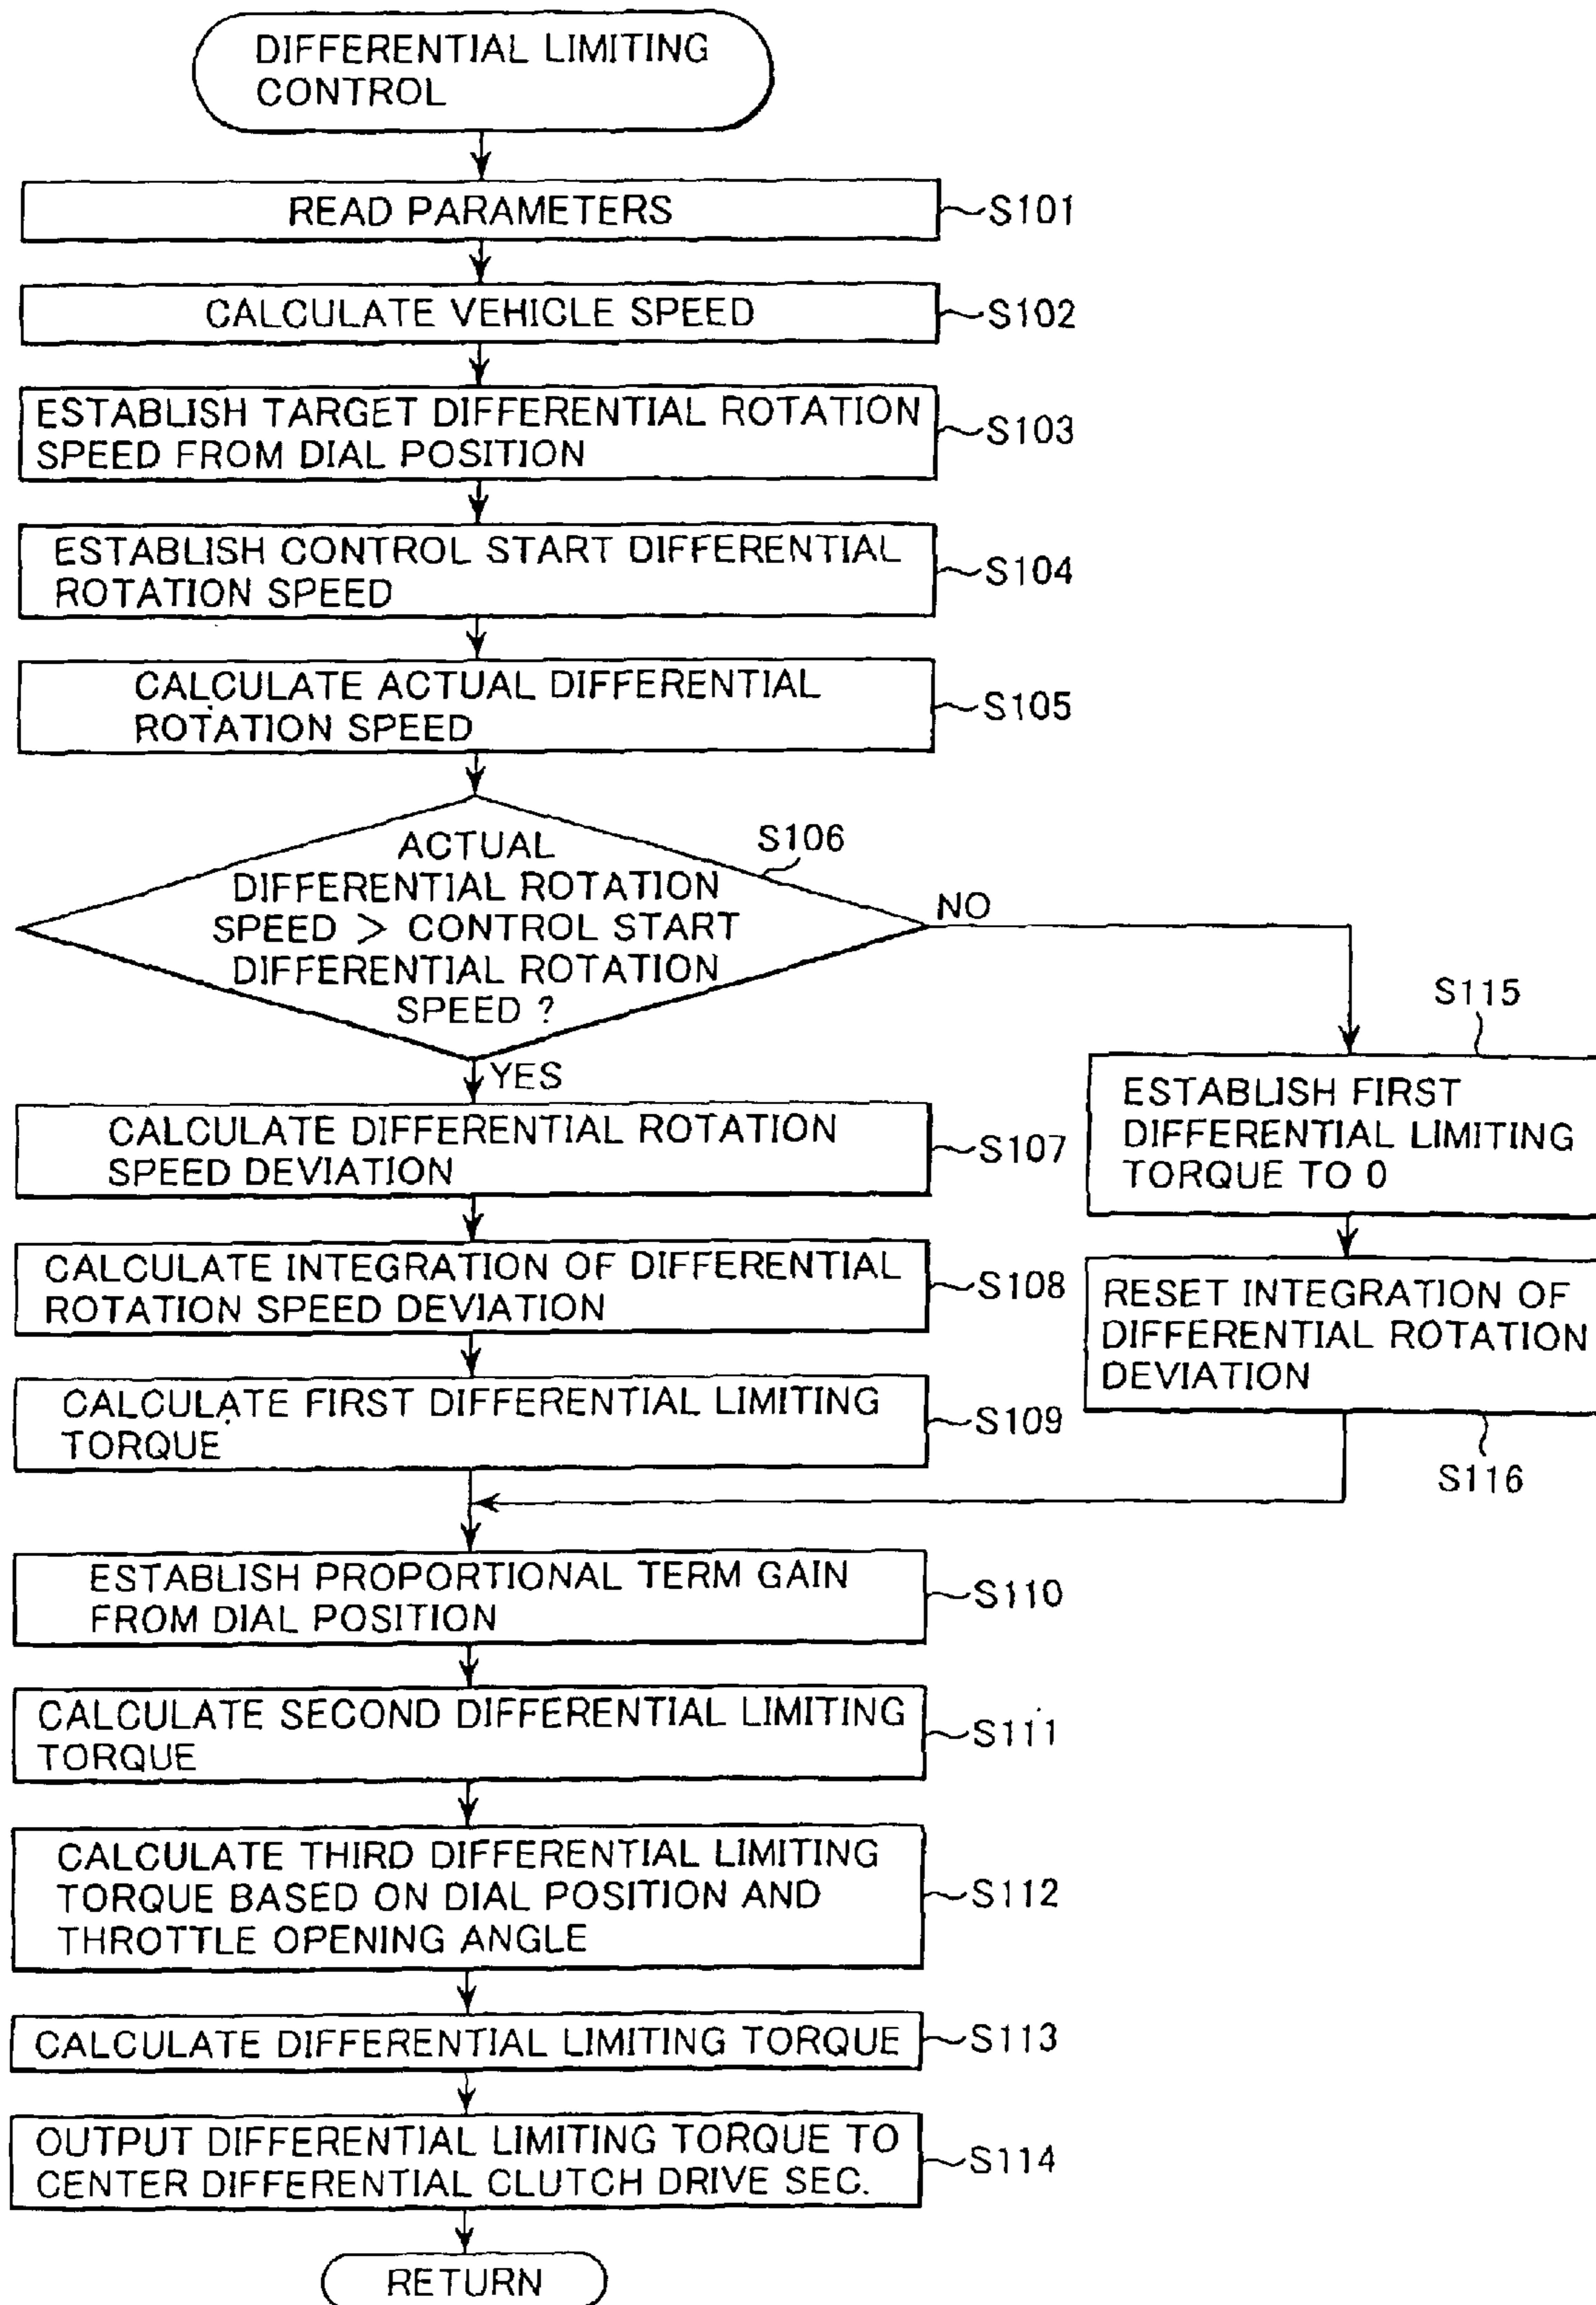 DIFFERENTIAL LIMITING
CONTROL
READ PARAMETERS
S101
CALCULATE VEHICLE SPEED
S102
ESTABLISH TARGET DIFFERENTIAL ROTATION
SPEED FROM DIAL POSITION
S103
ESTABLISH CONTROL START DIFFERENTIAL
ROTATION SPEED
S104
CALCULATE ACTUAL DIFFERENTIAL
ROTATION SPEED
S105
S106
ACTUAL
DIFFERENTIAL ROTATION
SPEED > CONTROL START
DIFFERENTIAL ROTATION
SPEED ?
NO
YES
CALCULATE DIFFERENTIAL ROTATION
SPEED DEVIATION
S107
CALCULATE INTEGRATION OF DIFFERENTIAL
ROTATION SPEED DEVIATION
S108
CALCULATE FIRST DIFFERENTIAL LIMITING
TORQUE
S109
S115
ESTABLISH FIRST
DIFFERENTIAL LIMITING
TORQUE TO 0
RESET INTEGRATION OF
DIFFERENTIAL ROTATION
DEVIATION
S116
ESTABLISH PROPORTIONAL TERM GAIN
FROM DIAL POSITION
S110
CALCULATE SECOND DIFFERENTIAL LIMITING
TORQUE
S111
CALCULATE THIRD DIFFERENTIAL LIMITING
TORQUE BASED ON DIAL POSITION AND
THROTTLE OPENING ANGLE
S112
CALCULATE DIFFERENTIAL LIMITING TORQUE
S113
OUTPUT DIFFERENTIAL LIMITING TORQUE TO
CENTER DIFFERENTIAL CLUTCH DRIVE SEC.
S114
RETURN